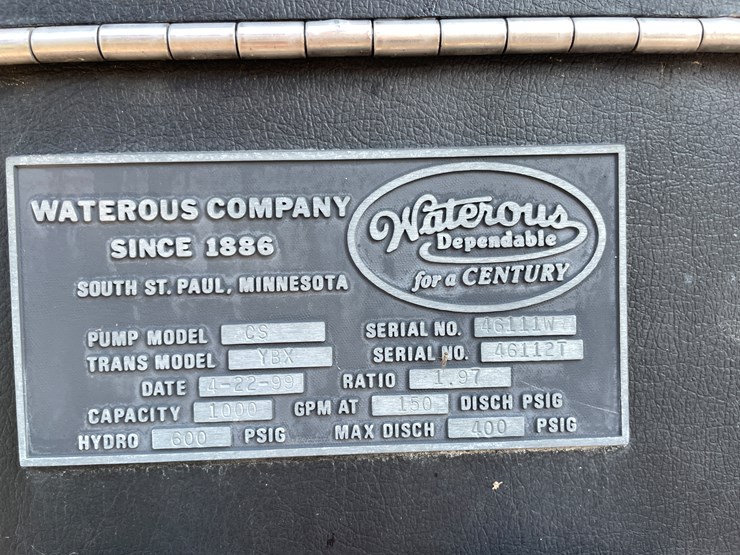 WATEROUS COMPANY
SINCE 1886
SOUTH ST. PAUL, MINNESOTA
Waterous
Dependable
for a CENTURY
PUMP MODEL CS SERIAL NO. 46111W
TRANS MODEL YBX SERIAL NO. 46112T
DATE 4-22-99 RATIO 1.97
CAPACITY 1000 GPM AT 150 DISCH PSIG
HYDRO 600 PSIG MAX DISCH 400 PSIG